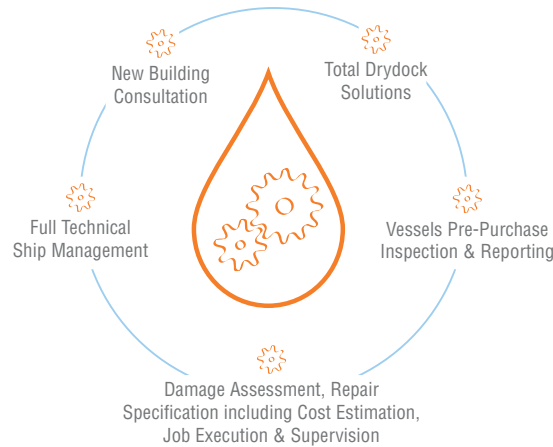 New Building
Consultation
Total Drydock
Solutions
Full Technical
Ship Management
Vessels Pre-Purchase
Inspection & Reporting
Damage Assessment, Repair
Specification including Cost Estimation,
Job Execution & Supervision